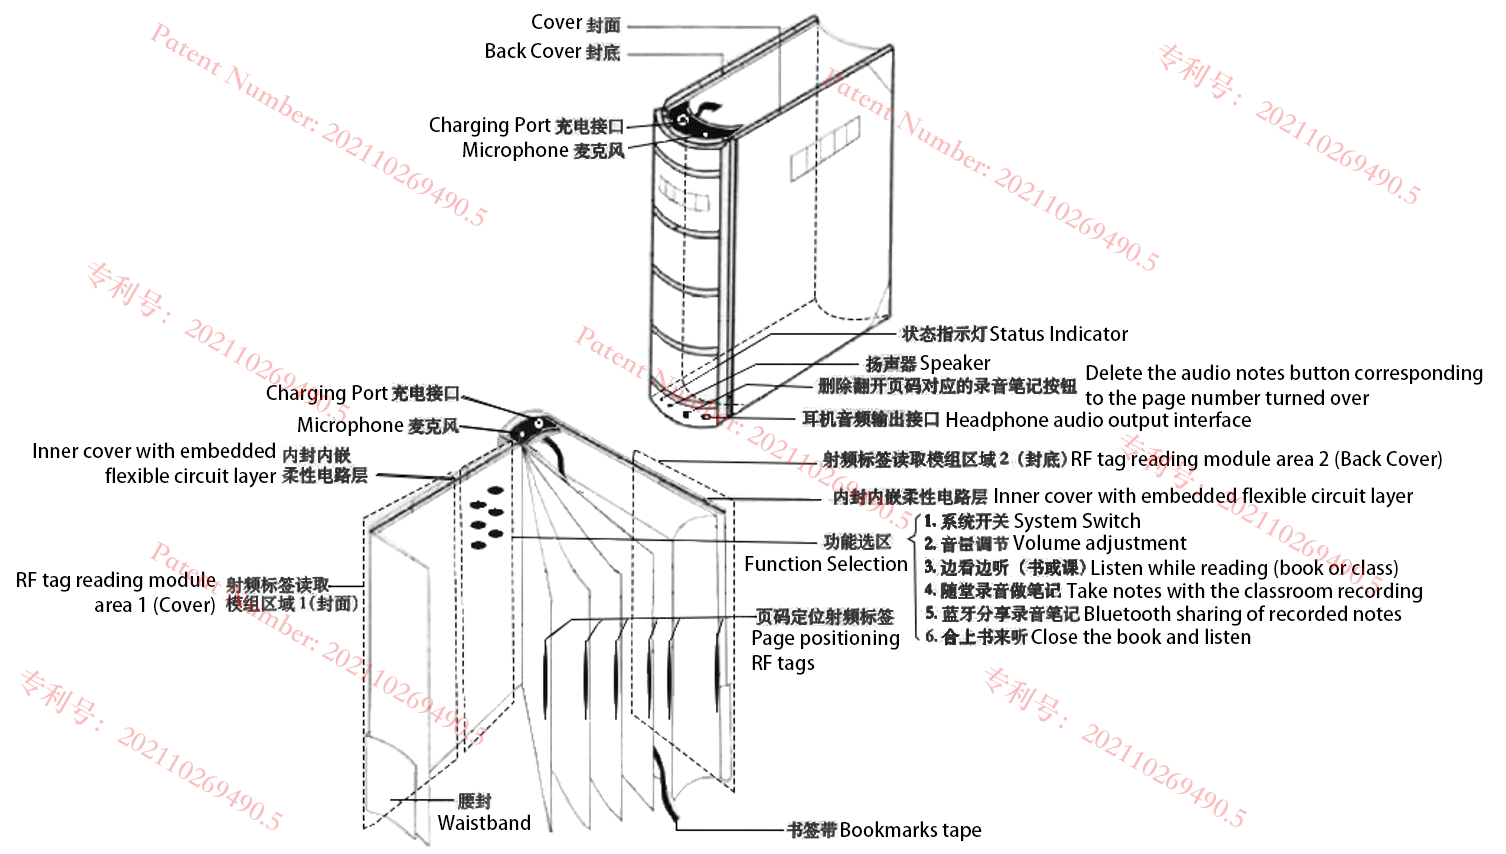 Cover 封面
Back Cover 封底
Charging Port 充电接口
Microphone 麦克风
状态指示灯 Status Indicator
扬声器 Speaker
删除翻开页码对应的录音笔记按钮 Delete the audio notes button corresponding
to the page number turned over
耳机音频输出接口 Headphone audio output interface
Charging Port 充电接口
Microphone 麦克风
Inner cover with embedded 内封内嵌
flexible circuit layer 柔性电路层
射频标签读取模组区域2（封底）RF tag reading module area 2 (Back Cover)
内封内嵌柔性电路层 Inner cover with embedded flexible circuit layer
功能选区
Function Selection
1. 系统开关 System Switch
2. 音量调节 Volume adjustment
3. 边看边听（书或课）Listen while reading (book or class)
4. 随堂录音做笔记 Take notes with the classroom recording
5. 蓝牙分享录音笔记 Bluetooth sharing of recorded notes
6. 合上书来听 Close the book and listen
RF tag reading module 射频标签读取
area 1 (Cover) 模组区域1(封面)
页码定位射频标签
Page positioning
RF tags
腰封
Waistband
书签带 Bookmarks tape
Patent Number: 202110269490.5
Patent Number: 202110269490.5
专利号：202110269490.5
专利号：202110269490.5
Patent Number: 202110269490.5
专利号：202110269490.5
Patent Number: 202110269490.5
专利号：202110269490.5
专利号：202110269490.5